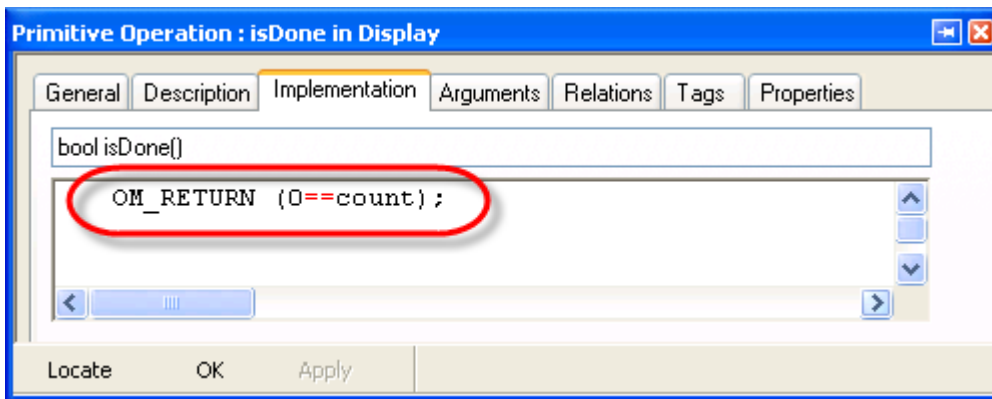 Primitive Operation : isDone in Display
General Description Implementation Arguments Relations Tags Properties
bool isDone()
OM_RETURN (0==count);
Locate OK Apply